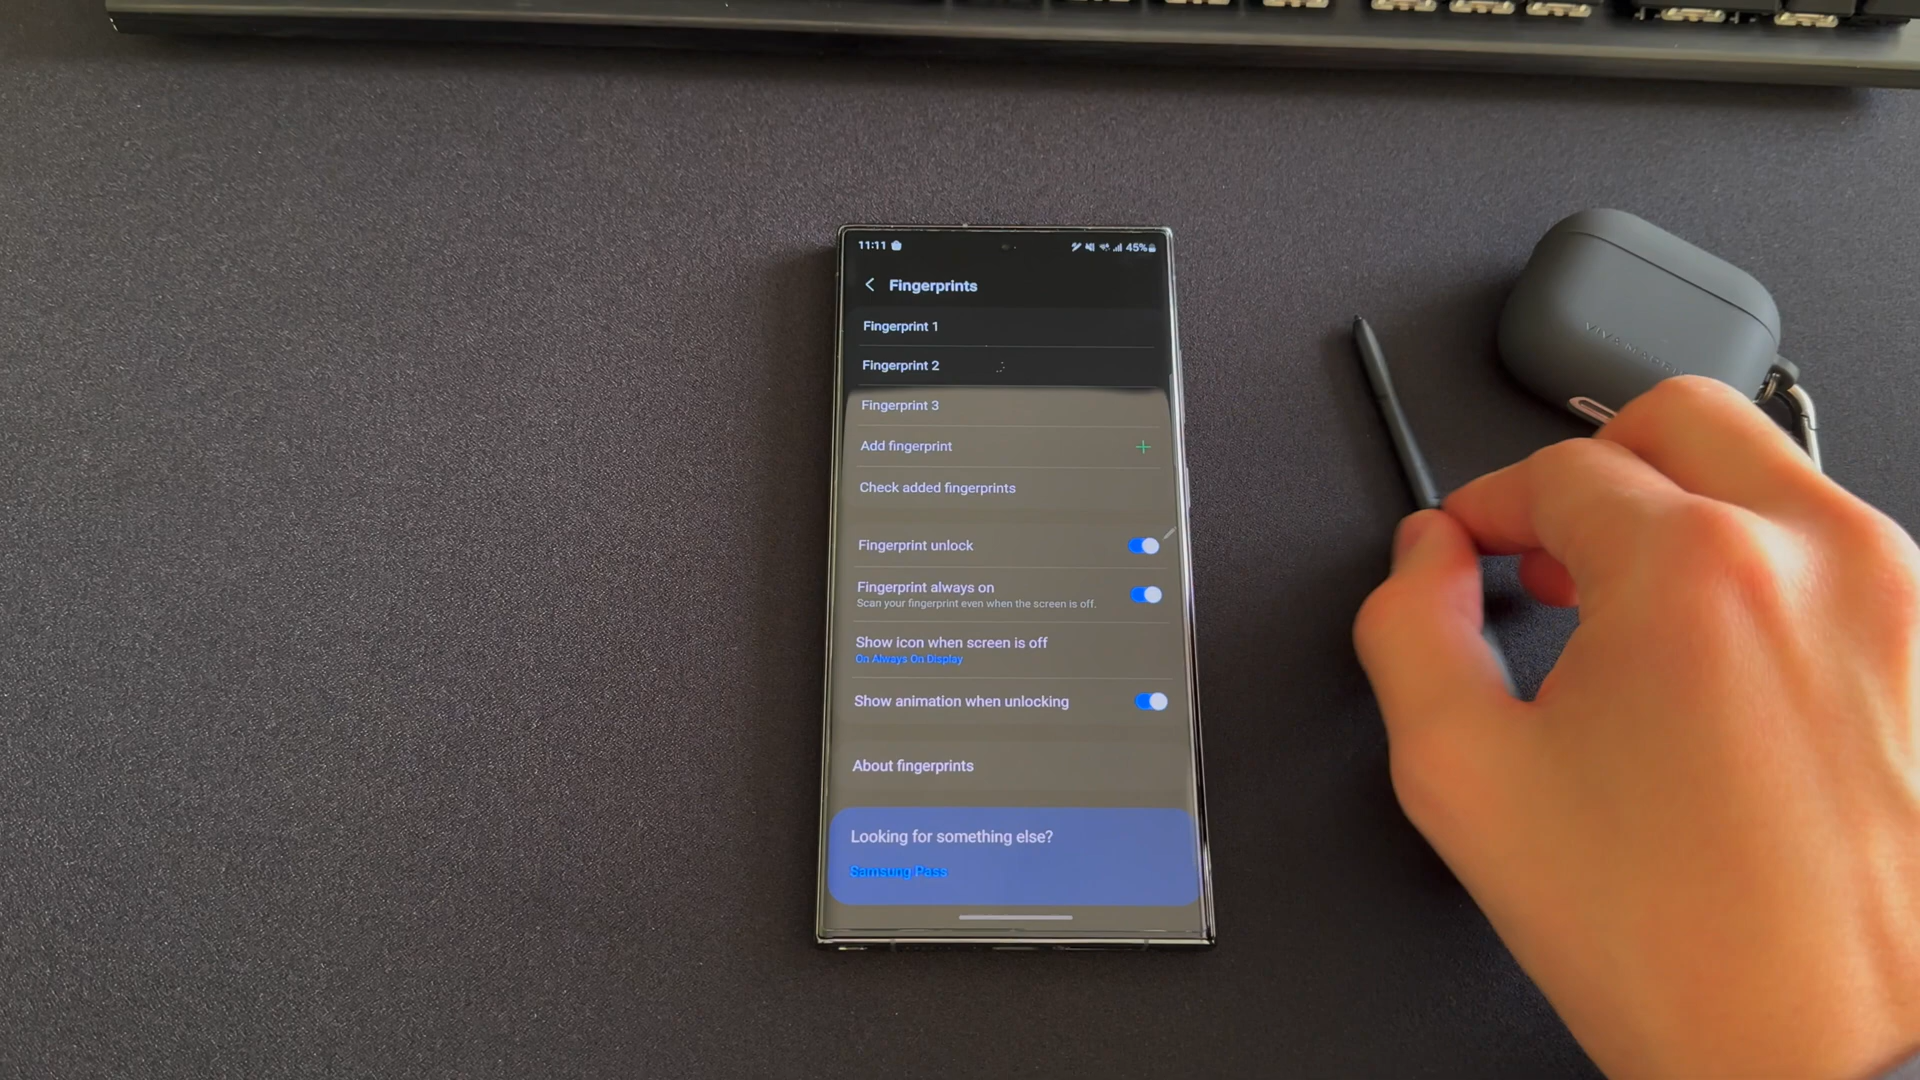 11:11
45%
Fingerprints
Fingerprint 1
Fingerprint 2
Fingerprint 3
Add fingerprint
Check added fingerprints
Fingerprint unlock
Fingerprint always on
Scan your fingerprint even when the screen is off.
Show icon when screen is off
On Always On Display
Show animation when unlocking
About fingerprints
Looking for something else?
Samsung Pass